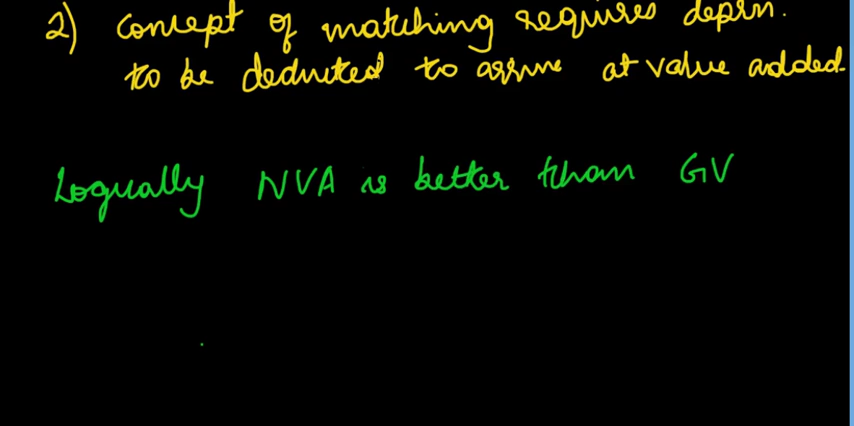 2) concept of matching requires deprn.
to be deducted to arrive at value added.
Logically NVA is better than GV